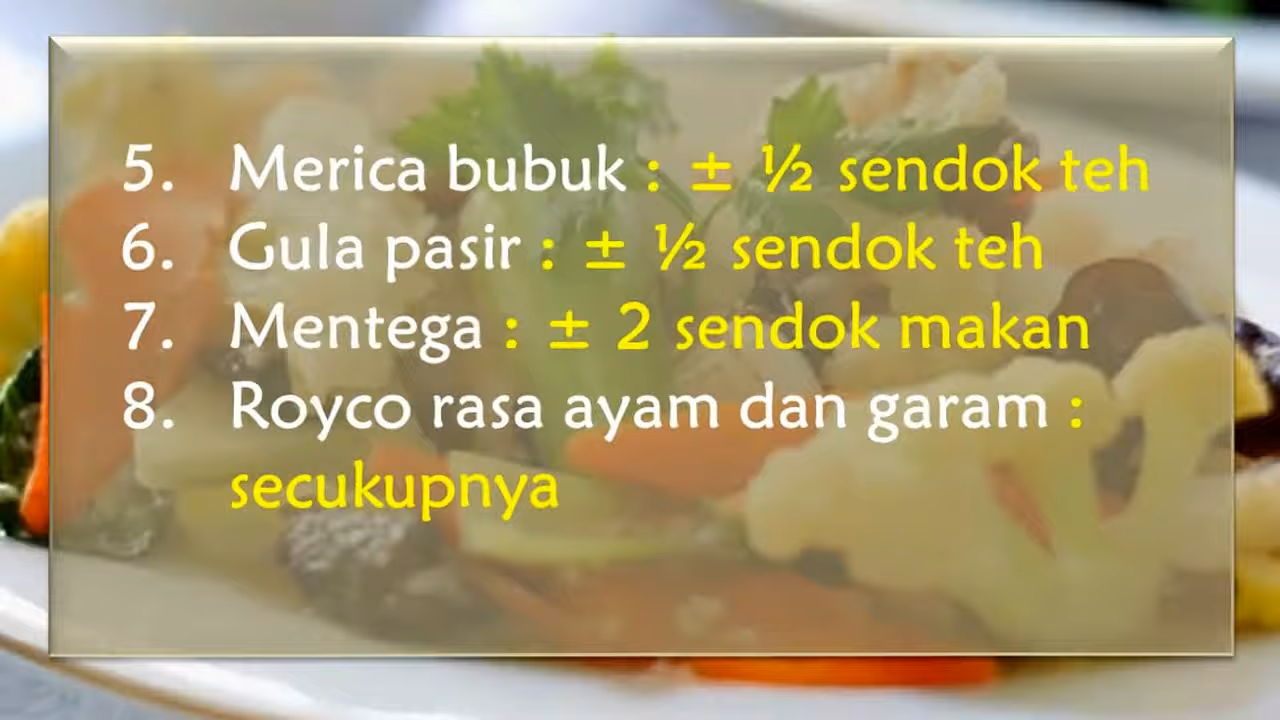 5. Merica bubuk : ± ½ sendok teh
6. Gula pasir : ± ½ sendok teh
7. Mentega : ± 2 sendok makan
8. Royco rasa ayam dan garam :
secukupnya